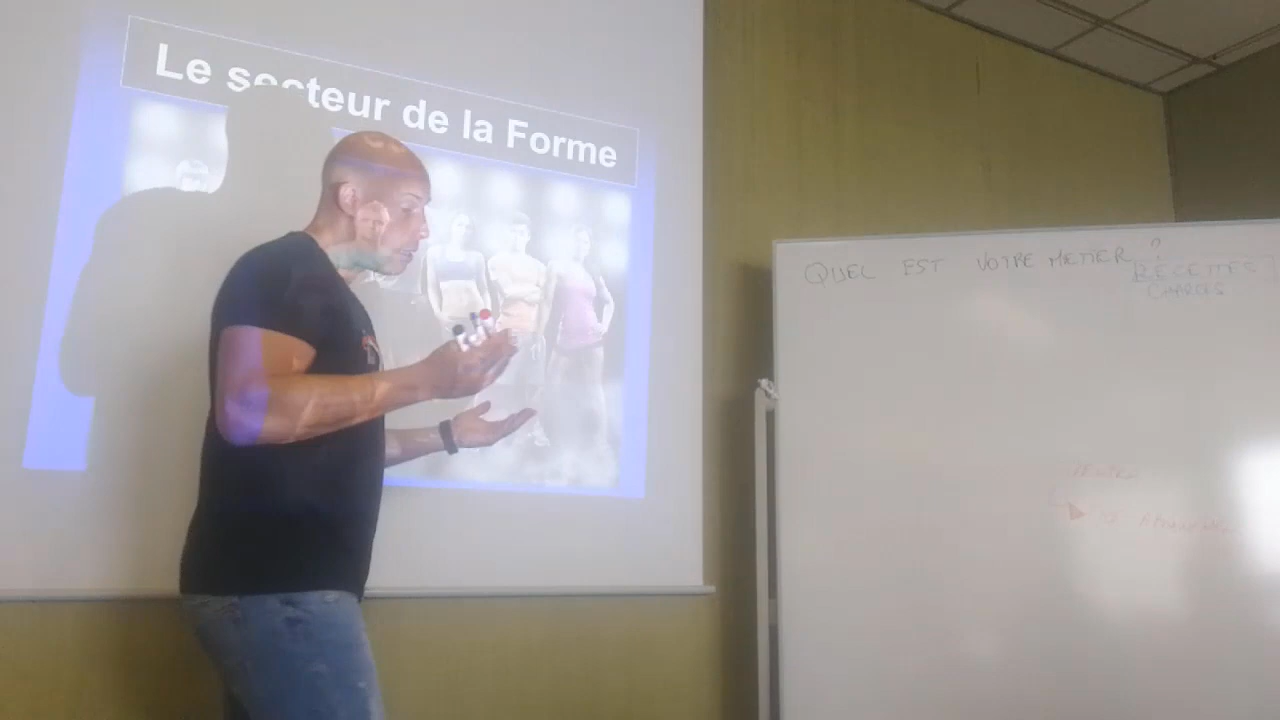 Le secteur de la Forme
QUEL EST VOTRE METIER ?
RECETTES
CHARGES